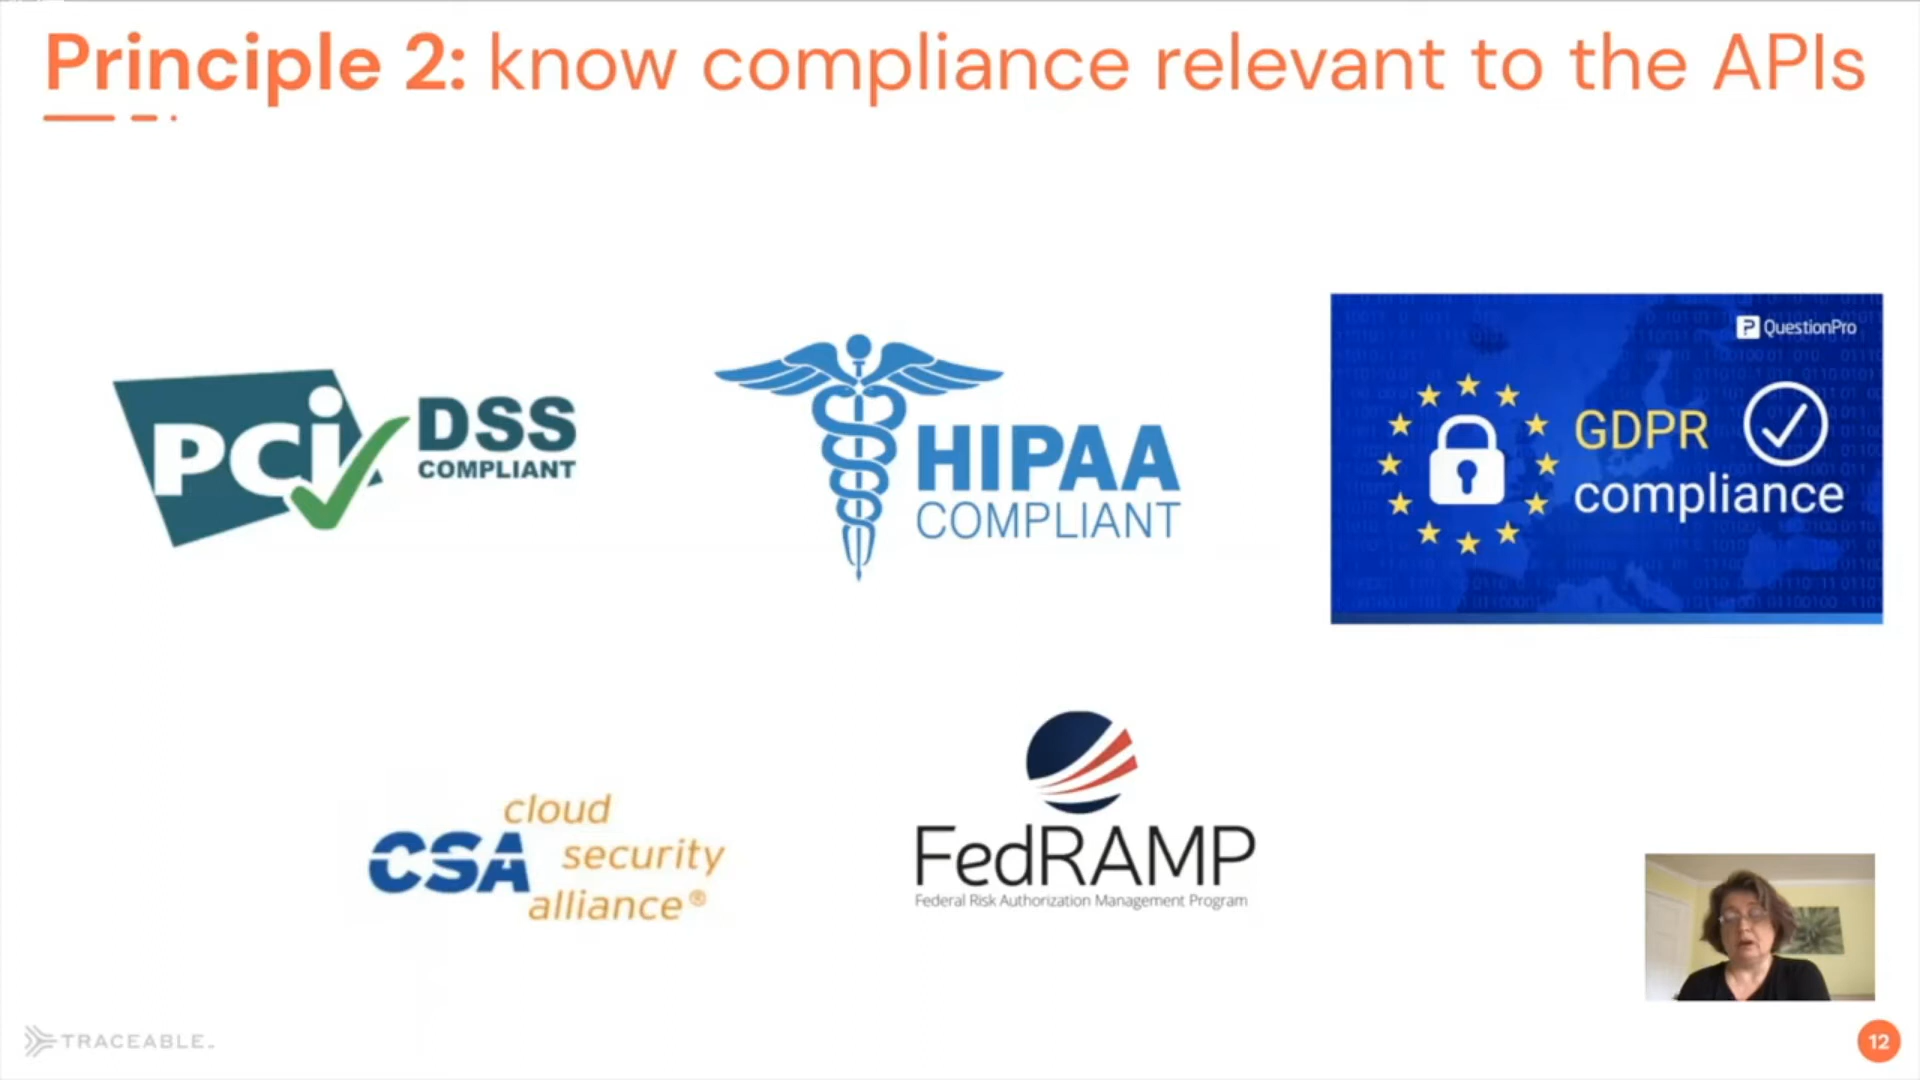 Principle 2: know compliance relevant to the APIs
PCi
DSS
COMPLIANT
HIPAA
COMPLIANT
QuestionPro
GDPR
compliance
cloud
CSA security
alliance®
FedRAMP
Federal Risk Authorization Management Program
TRACEABLE
12